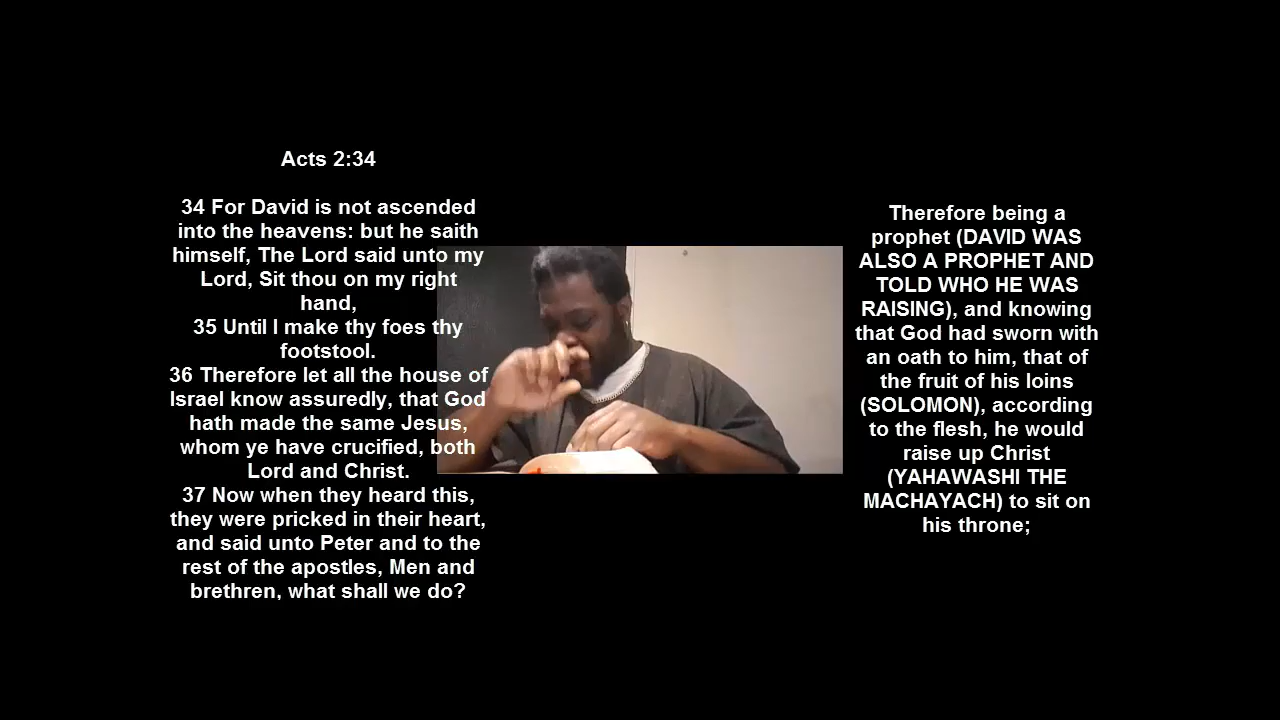 Acts 2:34
34 For David is not ascended
into the heavens: but he saith
himself, The Lord said unto my
Lord, Sit thou on my right
hand,
35 Until I make thy foes thy
footstool.
36 Therefore let all the house of
Israel know assuredly, that God
hath made the same Jesus,
whom ye have crucified, both
Lord and Christ.
37 Now when they heard this,
they were pricked in their heart,
and said unto Peter and to the
rest of the apostles, Men and
brethren, what shall we do?
Therefore being a
prophet (DAVID WAS
ALSO A PROPHET AND
TOLD WHO HE WAS
RAISING), and knowing
that God had sworn with
an oath to him, that of
the fruit of his loins
(SOLOMON), according
to the flesh, he would
raise up Christ
(YAHAWASHI THE
MACHAYACH) to sit on
his throne;